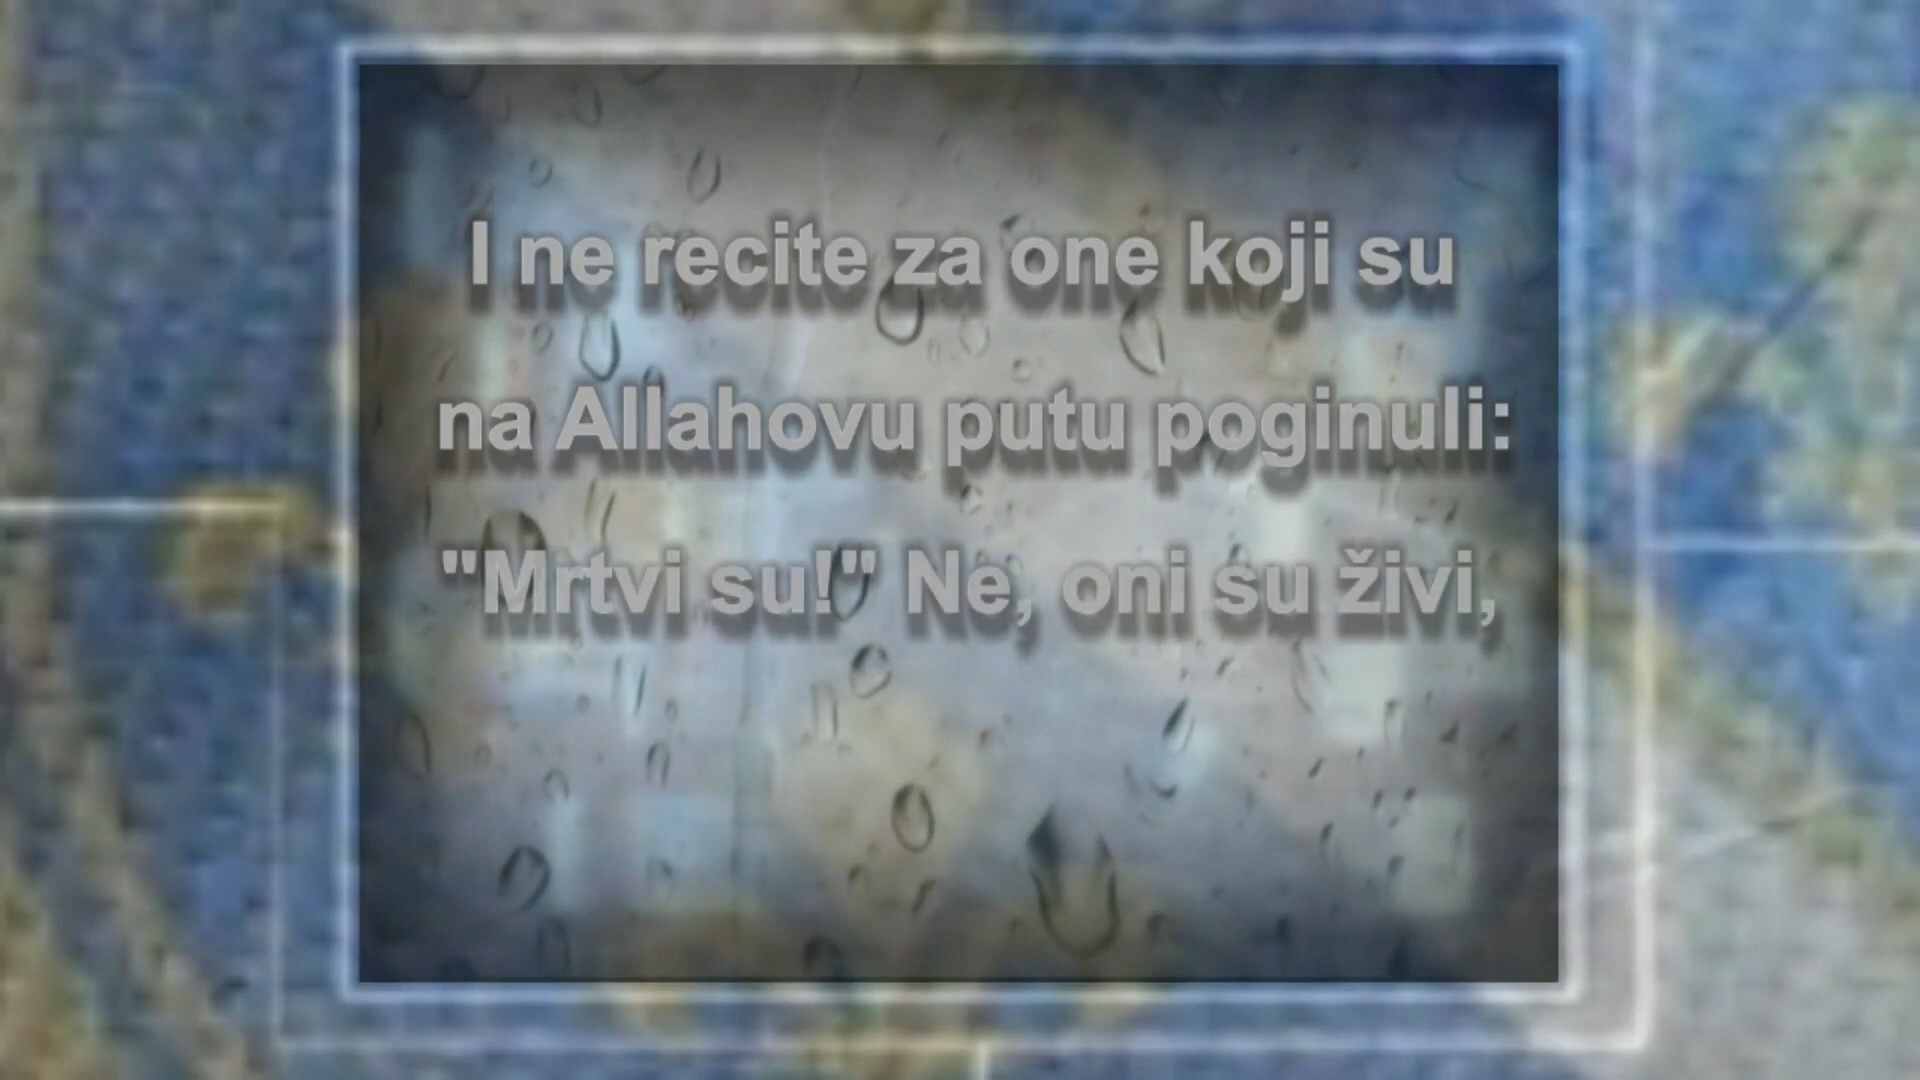 I ne recite za one koji su
na Allahovu putu poginuli:
"Mrtvi su!" Ne, oni su živi,